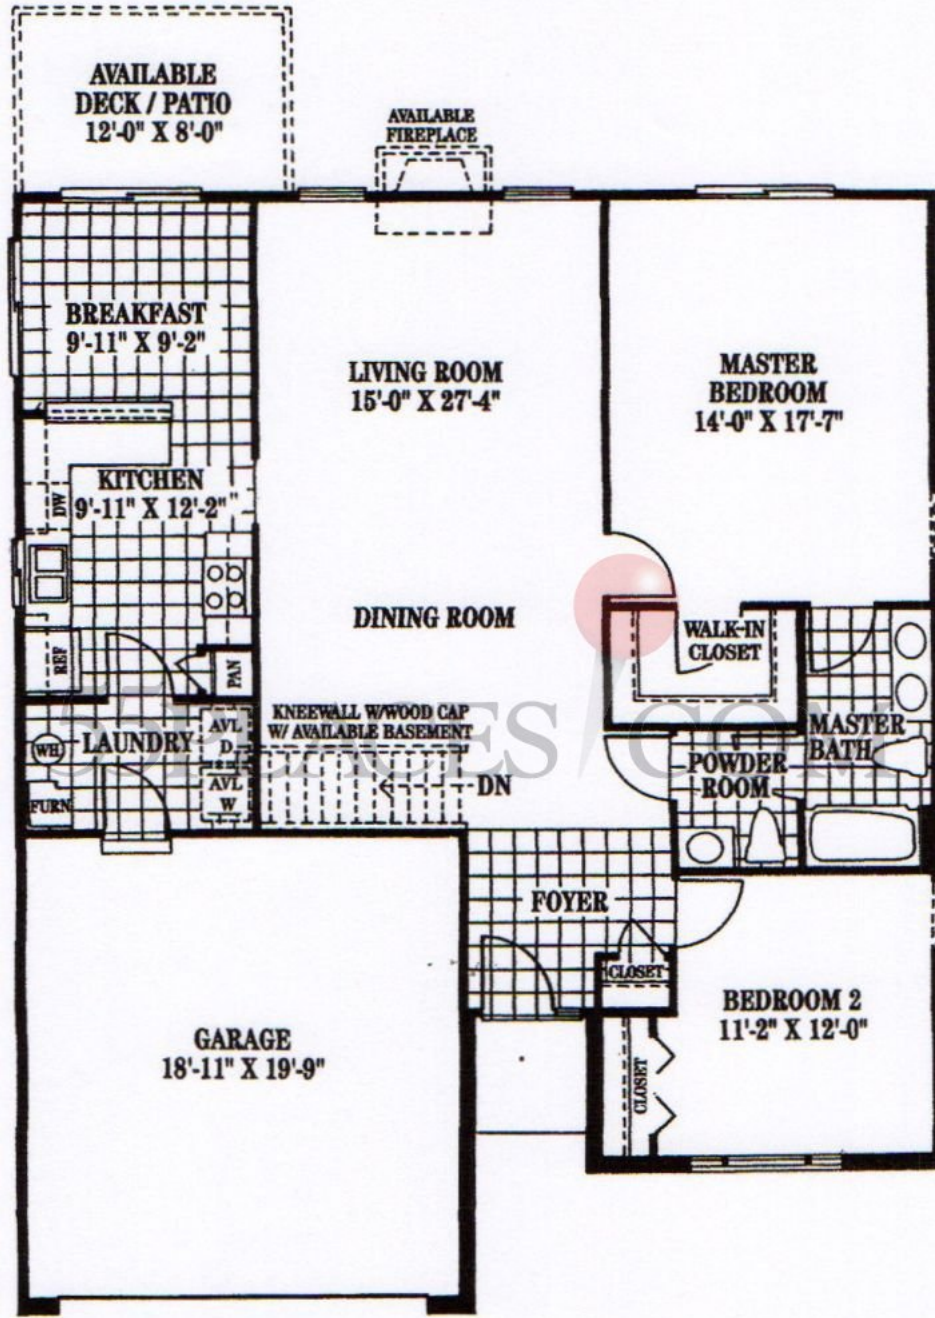 AVAILABLE
DECK / PATIO
12'-0" X 8'-0"
AVAILABLE
FIREPLACE
BREAKFAST
9'-11" X 9'-2"
LIVING ROOM
15'-0" X 27'-4"
MASTER
BEDROOM
14'-0" X 17'-7"
KITCHEN
9'-11" X 12'-2"
DW
REF
PAN
DINING ROOM
WALK-IN
CLOSET
KNEEWALL W/WOOD CAP
W/ AVAILABLE BASEMENT
DN
LAUNDRY
WH
FURN
AVL
D
AVL
W
55PLACES.COM
POWDER
ROOM
MASTER
BATH
FOYER
CLOSET
GARAGE
18'-11" X 19'-9"
BEDROOM 2
11'-2" X 12'-0"
CLOSET